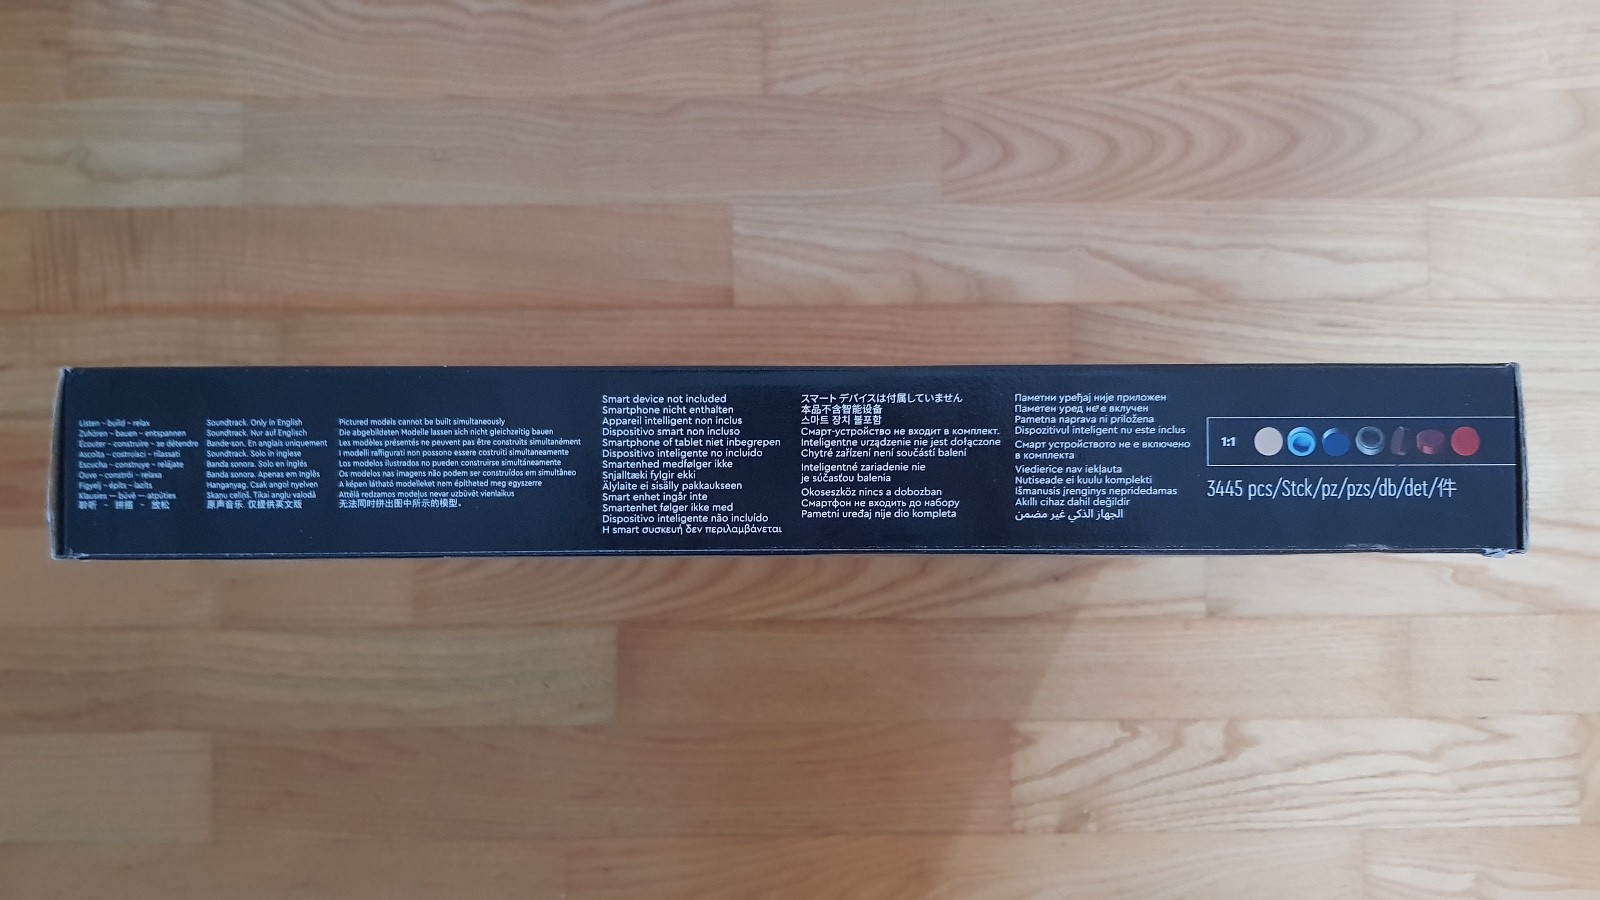 Listen – build – relax
Zuhören – bauen – entspannen
Écouter – construire – se détendre
Ascolta – costruisci – rilassati
Escucha – construye – relájate
Ouve – constrói – relaxa
Figyelj – építs – lazíts
Klausies – būvē – atpūties
聆听 - 拼搭 - 放松
Soundtrack. Only in English
Soundtrack. Nur auf Englisch
Bande-son. En anglais uniquement
Soundtrack. Solo in inglese
Banda sonora. Solo en inglés
Banda sonora. Apenas em inglês
Hanganyag. Csak angol nyelven
Skaņu celiņš. Tikai angļu valodā
原声音乐. 仅提供英文版
Pictured models cannot be built simultaneously
Die abgebildeten Modelle lassen sich nicht gleichzeitig bauen
Les modèles présentés ne peuvent pas être construits simultanément
I modelli raffigurati non possono essere costruiti simultaneamente
Los modelos ilustrados no pueden construirse simultáneamente
Os modelos nas imagens não podem ser construídos em simultâneo
A képen látható modelleket nem építheted meg egyszerre
Attēlā redzamos modeļus nevar uzbūvēt vienlaikus
无法同时拼出图中所示的模型。
Smart device not included
Smartphone nicht enthalten
Appareil intelligent non inclus
Dispositivo smart non incluso
Smartphone of tablet niet inbegrepen
Dispositivo inteligente no incluido
Smartenhed medfølger ikke
Snjalltæki fylgir ekki
Älylaite ei sisälly pakkaukseen
Smart enhet ingår inte
Smartenhet følger ikke med
Dispositivo inteligente não incluído
Η smart συσκευή δεν περιλαμβάνεται
スマート デバイスは付属していません
本品不含智能设备
스마트 장치 불포함
Смарт-устройство не входит в комплект.
Inteligentne urządzenie nie jest dołączone
Chytré zařízení není součástí balení
Inteligentné zariadenie nie
je súčasťou balenia
Okoseszköz nincs a dobozban
Смартфон не входить до набору
Pametni uređaj nije dio kompleta
Паметни уређај није приложен
Паметен уред не е вклучен
Pametna naprava ni priložena
Dispozitivul inteligent nu este inclus
Смарт устройството не е включено
в комплекта
Viedierīce nav iekļauta
Nutiseade ei kuulu komplekti
Išmanusis įrenginys nepridedamas
Akıllı cihaz dahil değildir
الجهاز الذكي غير مضمن
1:1
3445 pcs/Stck/pz/pzs/db/det/件